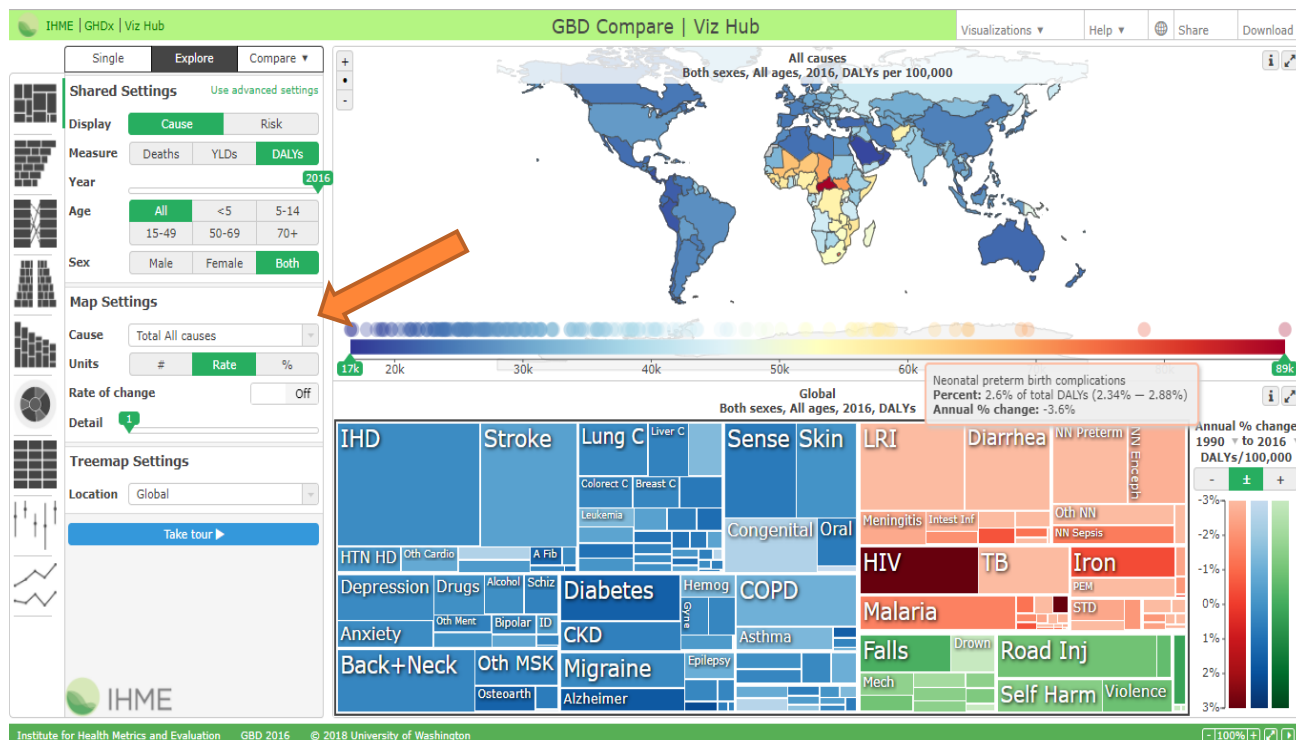 IHME | GHDx | Viz Hub
GBD Compare | Viz Hub
Visualizations ▼
Help ▼
Share
Download
Single
Explore
Compare ▼
Shared Settings
Use advanced settings
Display
Cause
Risk
Measure
Deaths
YLDs
DALYs
Year
2016
Age
All
<5
5-14
15-49
50-69
70+
Sex
Male
Female
Both
Map Settings
Cause
Total All causes
Units
#
Rate
%
Rate of change
Off
Detail
1
Treemap Settings
Location
Global
Take tour
IHME
+
-
All causes
Both sexes, All ages, 2016, DALYs per 100,000
i
17k
20k
30k
40k
50k
60k
89k
Neonatal preterm birth complications
Percent: 2.6% of total DALYs (2.34% — 2.88%)
Annual % change: -3.6%
Global
Both sexes, All ages, 2016, DALYs
i
IHD
Stroke
Lung C
Liver C
Colorect C
Breast C
Leukemia
Sense
Skin
Congenital
Oral
HTN HD
Oth Cardio
A Fib
Depression
Drugs
Alcohol
Schiz
Oth Ment
Bipolar
ID
Anxiety
Diabetes
Hemog
Gyne
COPD
CKD
Asthma
Back+Neck
Oth MSK
Osteoarth
Migraine
Epilepsy
Alzheimer
LRI
Diarrhea
NN Preterm
NN Enceph
Meningitis
Intest Inf
Oth NN
NN Sepsis
HIV
TB
Iron
PEM
Malaria
STD
Falls
Drown
Road Inj
Mech
Self Harm
Violence
Annual % change
1990 ▼ to 2016 ▼
DALYs/100,000
-
±
+
-3%
-2%
-1%
0%
1%
2%
3%
Institute for Health Metrics and Evaluation
GBD 2016
© 2018 University of Washington
- 100% +